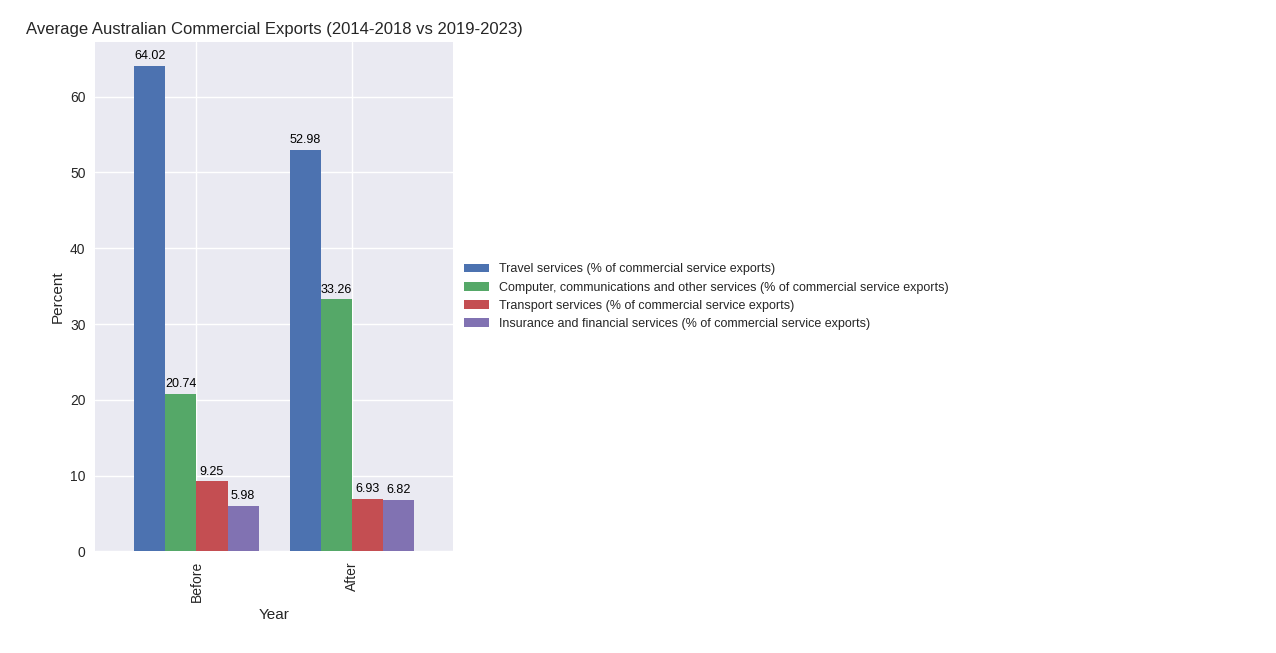 Average Australian Commercial Exports (2014-2018 vs 2019-2023)
64.02
52.98
33.26
20.74
9.25
5.98
6.93
6.82
60
50
40
30
20
10
0
Percent
Before
After
Year
Travel services (% of commercial service exports)
Computer, communications and other services (% of commercial service exports)
Transport services (% of commercial service exports)
Insurance and financial services (% of commercial service exports)